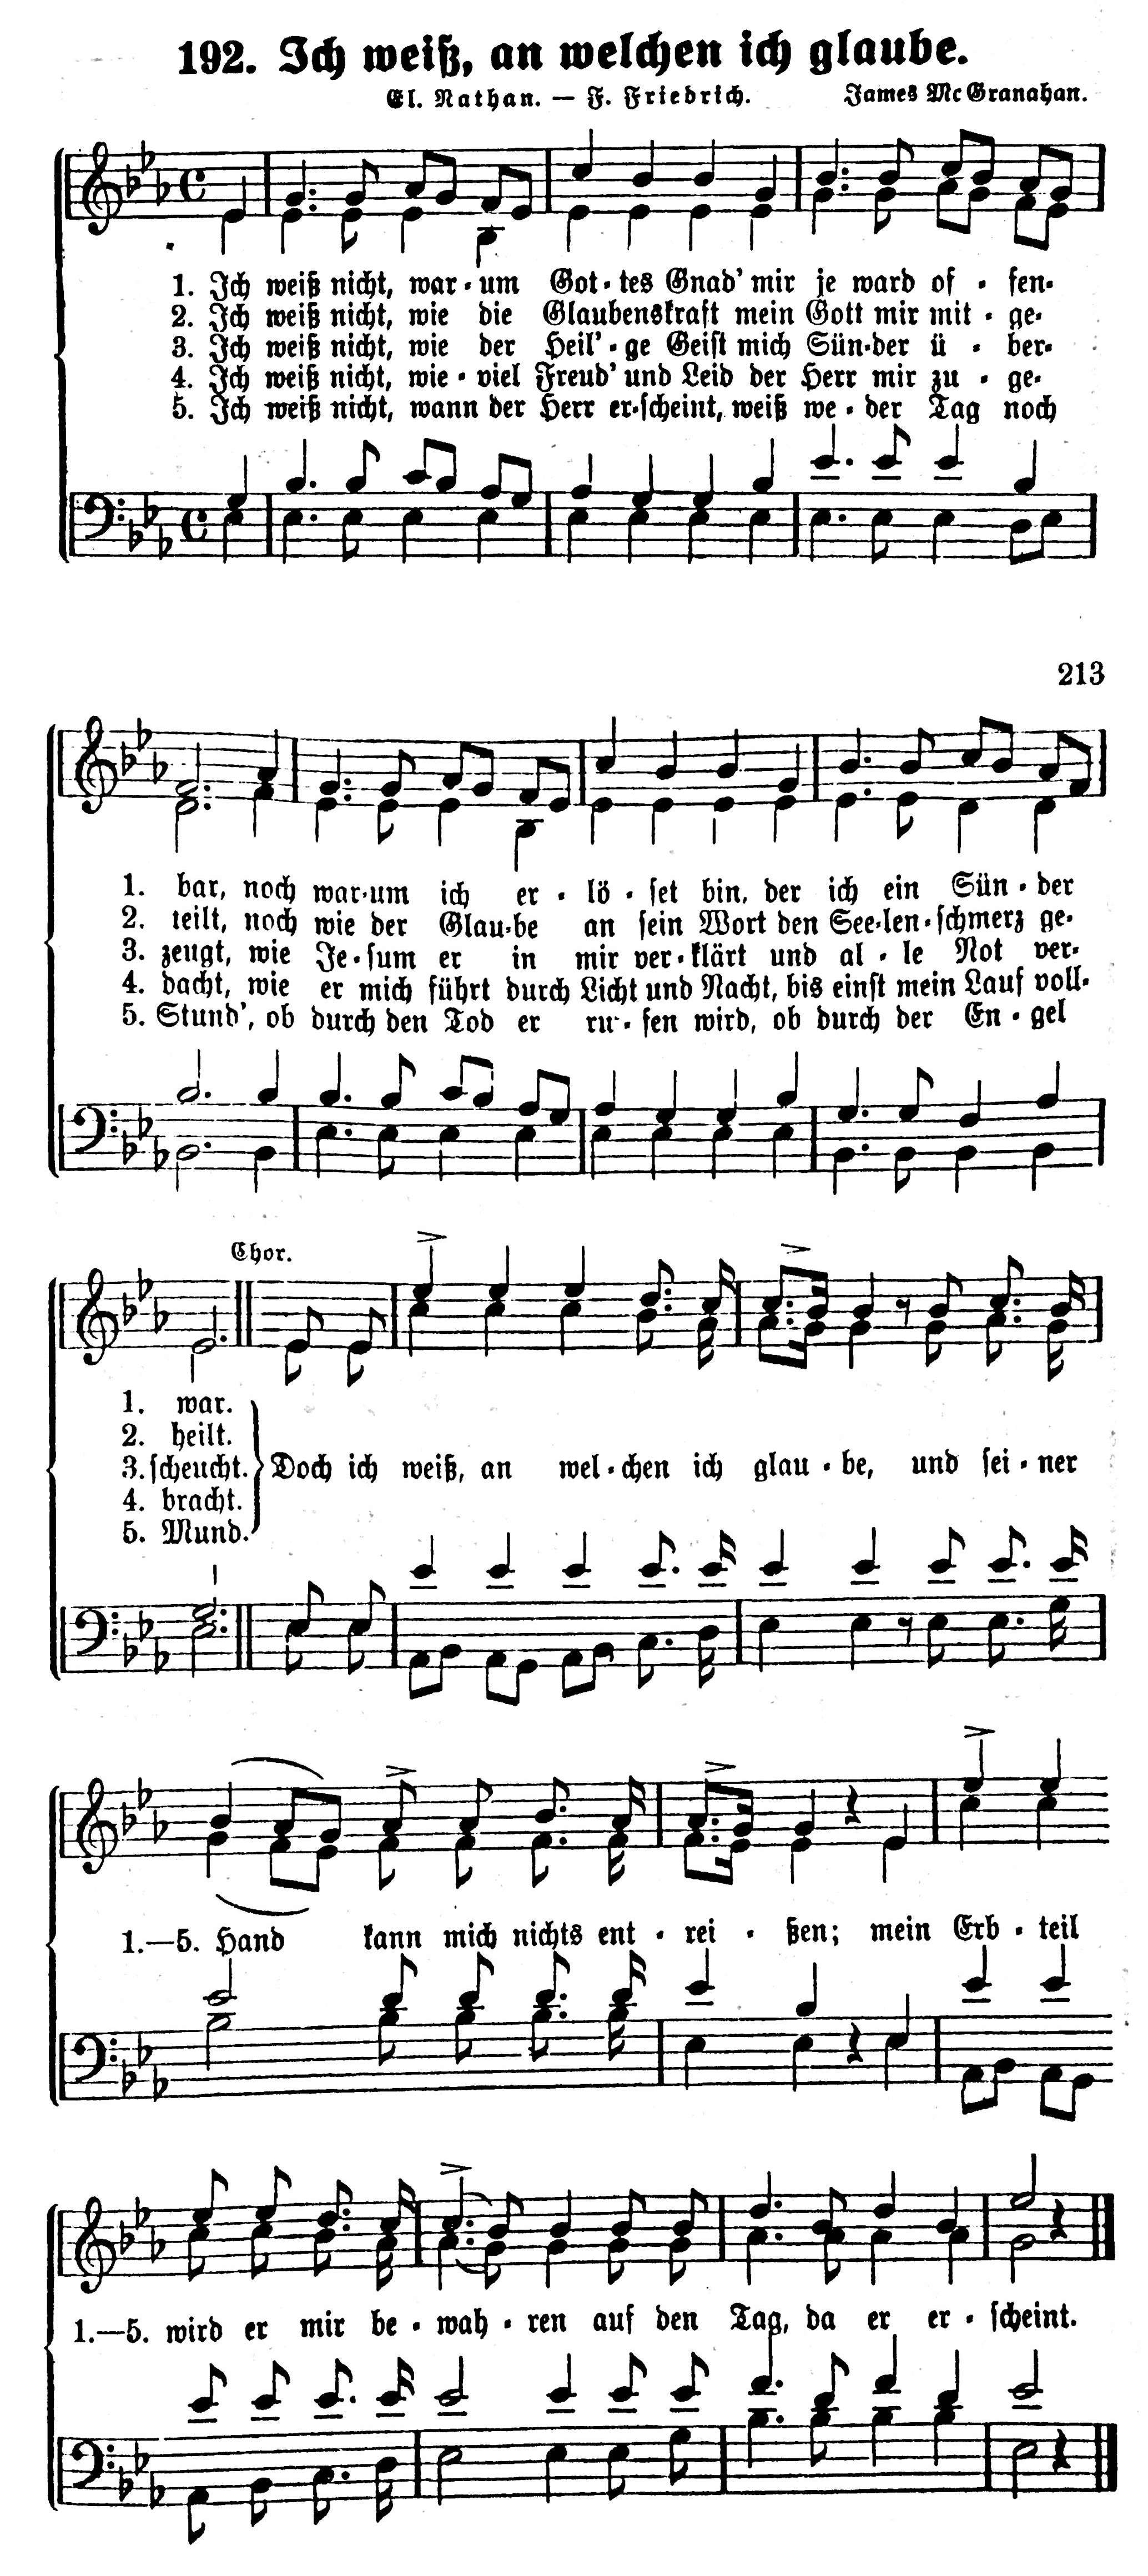 192. Ich weiß, an welchen ich glaube.
El. Nathan. — F. Friedrich. James Mc Granahan.
1. Ich weiß nicht, war-um Got-tes Gnad' mir je ward of-fen-
2. Ich weiß nicht, wie die Glaubenskraft mein Gott mir mit-ge-
3. Ich weiß nicht, wie der Heil'-ge Geist mich Sün-der ü-ber-
4. Ich weiß nicht, wie-viel Freud' und Leid der Herr mir zu-ge-
5. Ich weiß nicht, wann der Herr er-scheint, weiß we-der Tag noch
213
1. bar, noch war-um ich er-lö-set bin, der ich ein Sün-der
2. teilt, noch wie der Glau-be an sein Wort den See-len-schmerz ge-
3. zeugt, wie Je-sum er in mir ver-klärt und al-le Not ver-
4. dacht, wie er mich führt durch Licht und Nacht, bis einst mein Lauf voll-
5. Stund', ob durch den Tod er ru-fen wird, ob durch der En-gel
Chor.
1. war.
2. heilt.
3. scheucht. Doch ich weiß, an wel-chen ich glau-be, und sei-ner
4. bracht.
5. Mund.
1.—5. Hand kann mich nichts ent-rei-ßen; mein Erb-teil
1.—5. wird er mir be-wah-ren auf den Tag, da er er-scheint.